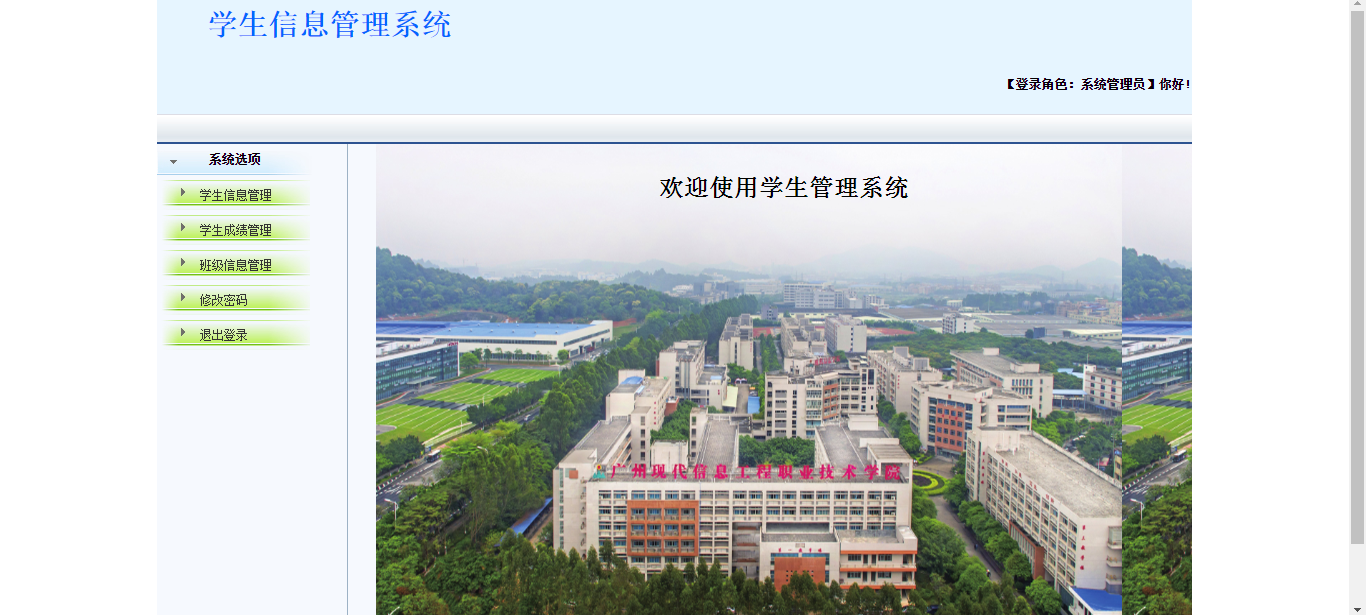 学生信息管理系统
【登录角色：系统管理员】你好!
系统选项
学生信息管理
学生成绩管理
班级信息管理
修改密码
退出登录
欢迎使用学生管理系统
广州现代信息工程职业技术学院